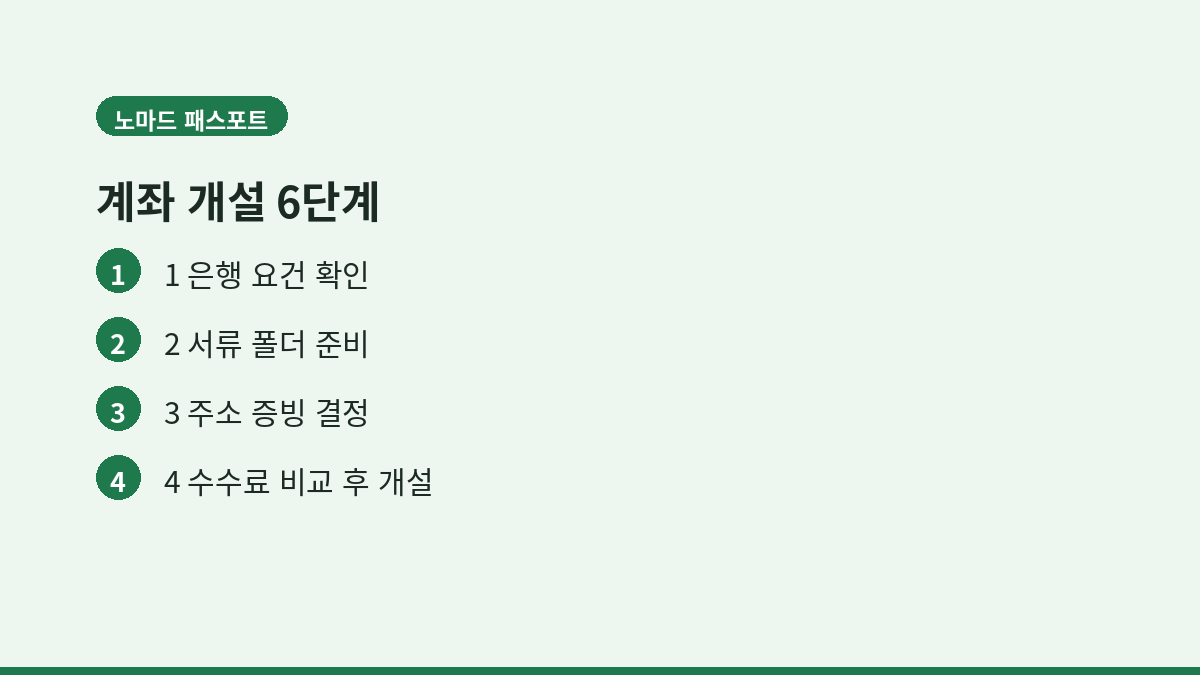 노마드 패스포트
계좌 개설 6단계
1 1 은행 요건 확인
2 2 서류 폴더 준비
3 3 주소 증빙 결정
4 4 수수료 비교 후 개설